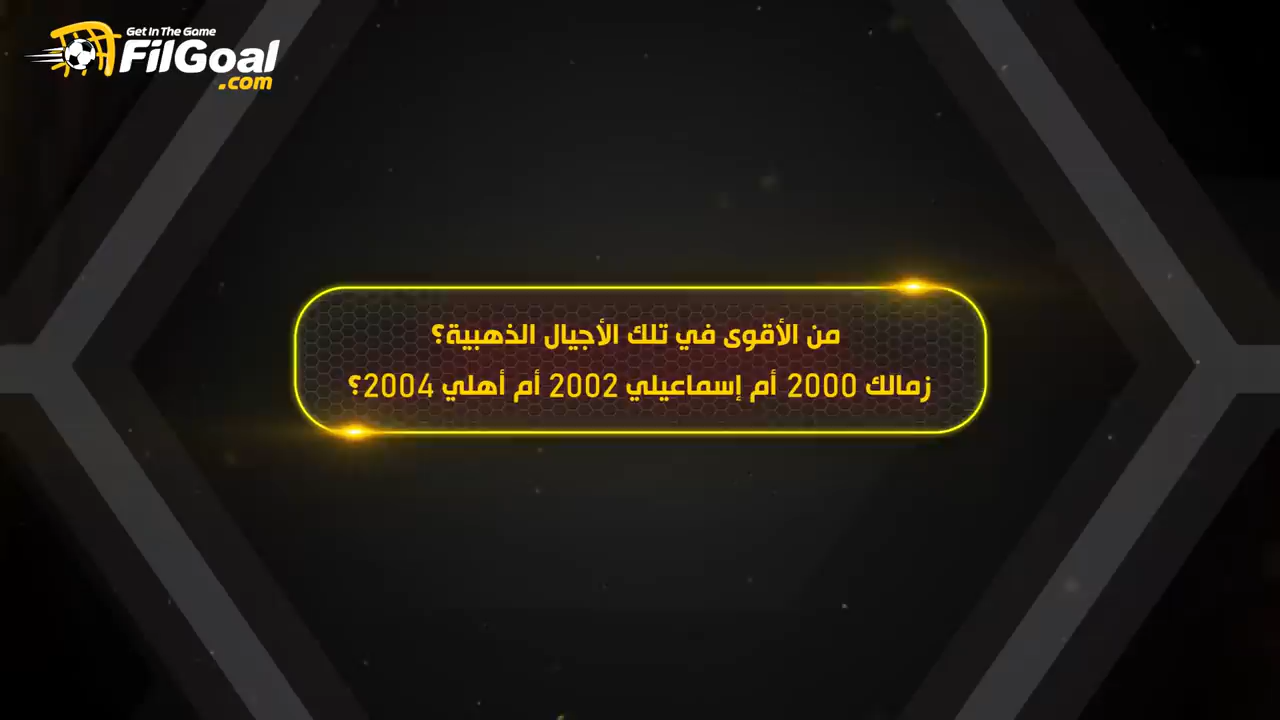 Get In The Game
FilGoal
.com
من الأقوى في تلك الأجيال الذهبية؟
زمالك 2000 أم إسماعيلي 2002 أم أهلي 2004؟